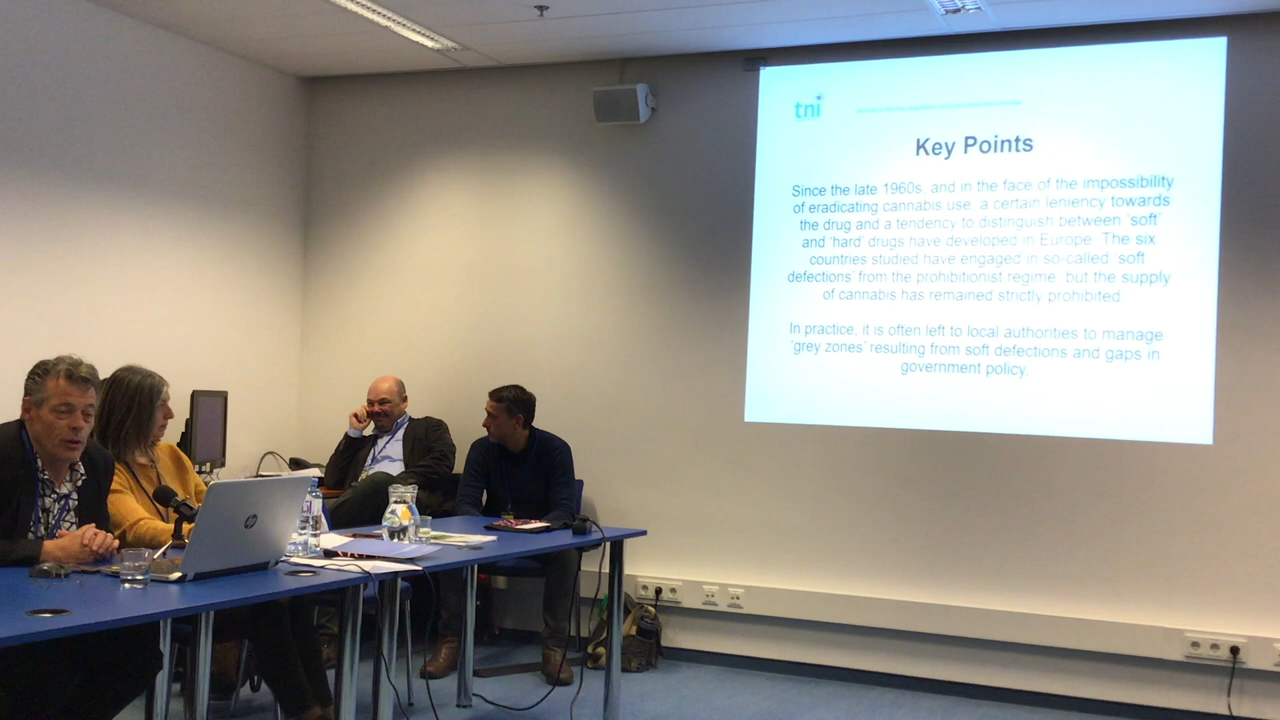 tni
Key Points
Since the late 1960s, and in the face of the impossibility
of eradicating cannabis use, a certain leniency towards
the drug and a tendency to distinguish between 'soft'
and 'hard' drugs have developed in Europe. The six
countries studied have engaged in so-called 'soft
defections' from the prohibitionist regime, but the supply
of cannabis has remained strictly prohibited.
In practice, it is often left to local authorities to manage
'grey zones' resulting from soft defections and gaps in
government policy.
hp